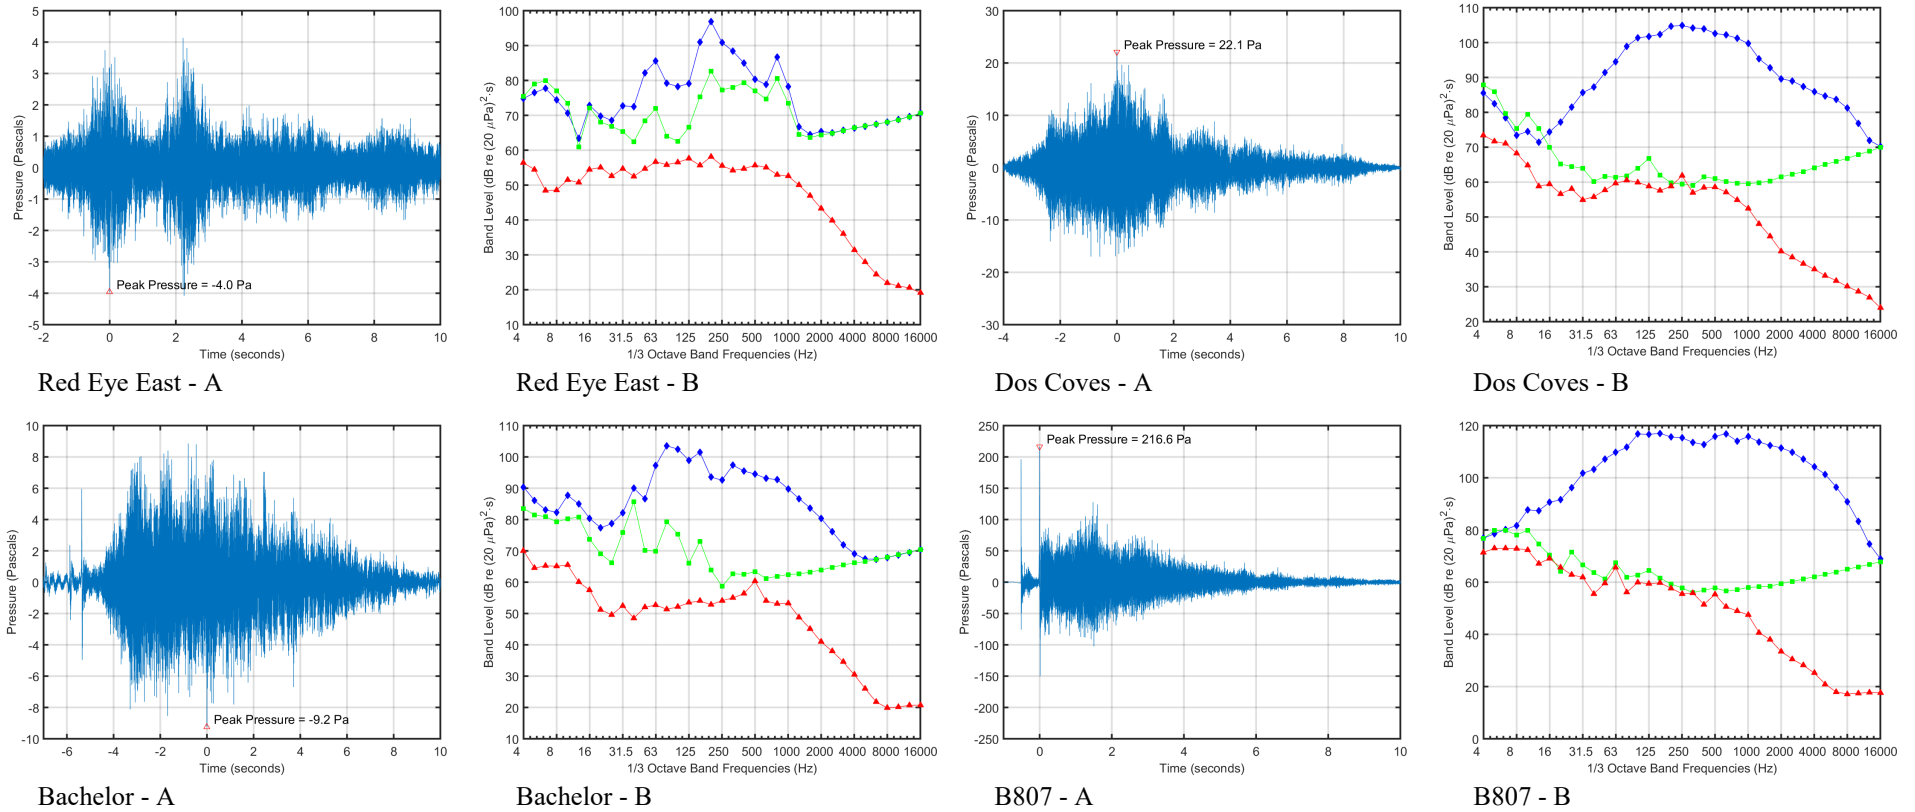 5
4
3
2
1
0
-1
-2
-3
-4
-5
Pressure (Pascals)
Peak Pressure = -4.0 Pa
-2 0 2 4 6 8 10
Time (seconds)
Red Eye East - A
100
90
80
70
60
50
40
30
20
10
Band Level (dB re (20 μPa)²·s)
4 8 16 31.5 63 125 250 500 1000 2000 4000 16000
1/3 Octave Band Frequencies (Hz)
Red Eye East - B
30
20
10
0
-10
-20
-30
Pressure (Pascals)
Peak Pressure = 22.1 Pa
-4 -2 0 2 4 6 8 10
Time (seconds)
Dos Coves - A
110
100
90
80
70
60
50
40
30
20
Band Level (dB re (20 μPa)²·s)
4 8 16 31.5 63 125 250 500 1000 2000 4000 8000 16000
1/3 Octave Band Frequencies (Hz)
Dos Coves - B
10
8
6
4
2
0
-2
-4
-6
-8
-10
Pressure (Pascals)
Peak Pressure = -9.2 Pa
-6 -4 -2 0 2 4 6 8 10
Time (seconds)
Bachelor - A
110
100
90
80
70
60
50
40
30
20
10
Band Level (dB re (20 μPa)²·s)
4 8 16 31.5 63 125 250 500 1000 2000 4000 8000 16000
1/3 Octave Band Frequencies (Hz)
Bachelor - B
250
200
150
100
50
0
-50
-100
-150
-200
-250
Pressure (Pascals)
Peak Pressure = 216.6 Pa
0 2 4 6 8 10
Time (seconds)
B807 - A
120
100
80
60
40
20
0
Band Level (dB re (20 μPa)²·s)
4 8 16 31.5 63 125 250 500 1000 2000 4000 8000 16000
1/3 Octave Band Frequencies (Hz)
B807 - B